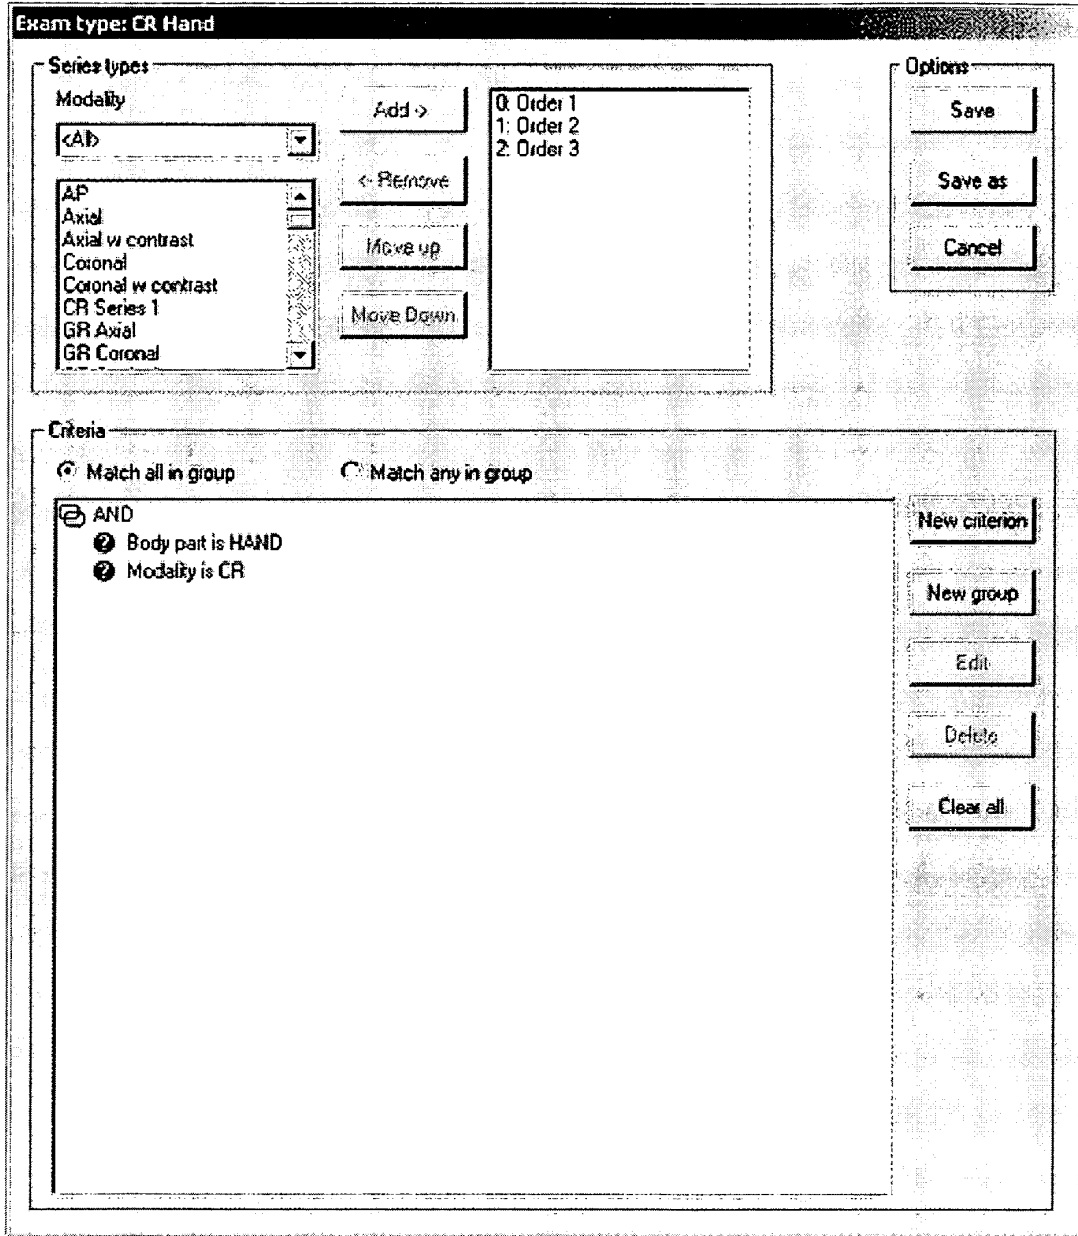 Exam type: CR Hand
Series types
Modality
<All>
AP
Axial
Axial w contrast
Coronal
Coronal w contrast
CR Series 1
GR Axial
GR Coronal
Add ->
<- Remove
Move up
Move Down
0: Order 1
1: Order 2
2: Order 3
Options
Save
Save as
Cancel
Criteria
Match all in group
Match any in group
AND
Body part is HAND
Modality is CR
New criterion
New group
Edit
Delete
Clear all